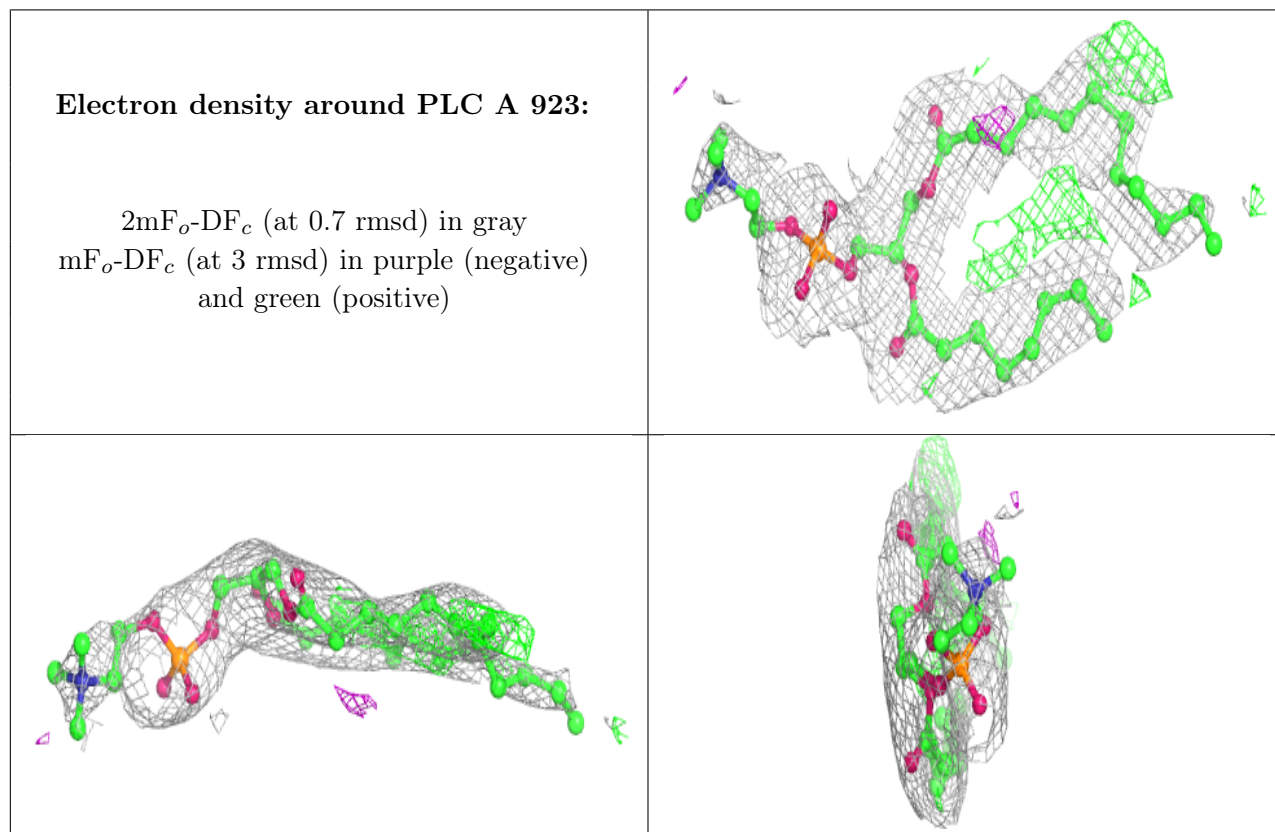 Electron density around PLC A 923:
2mFo-DFc (at 0.7 rmsd) in gray
mFo-DFc (at 3 rmsd) in purple (negative)
and green (positive)